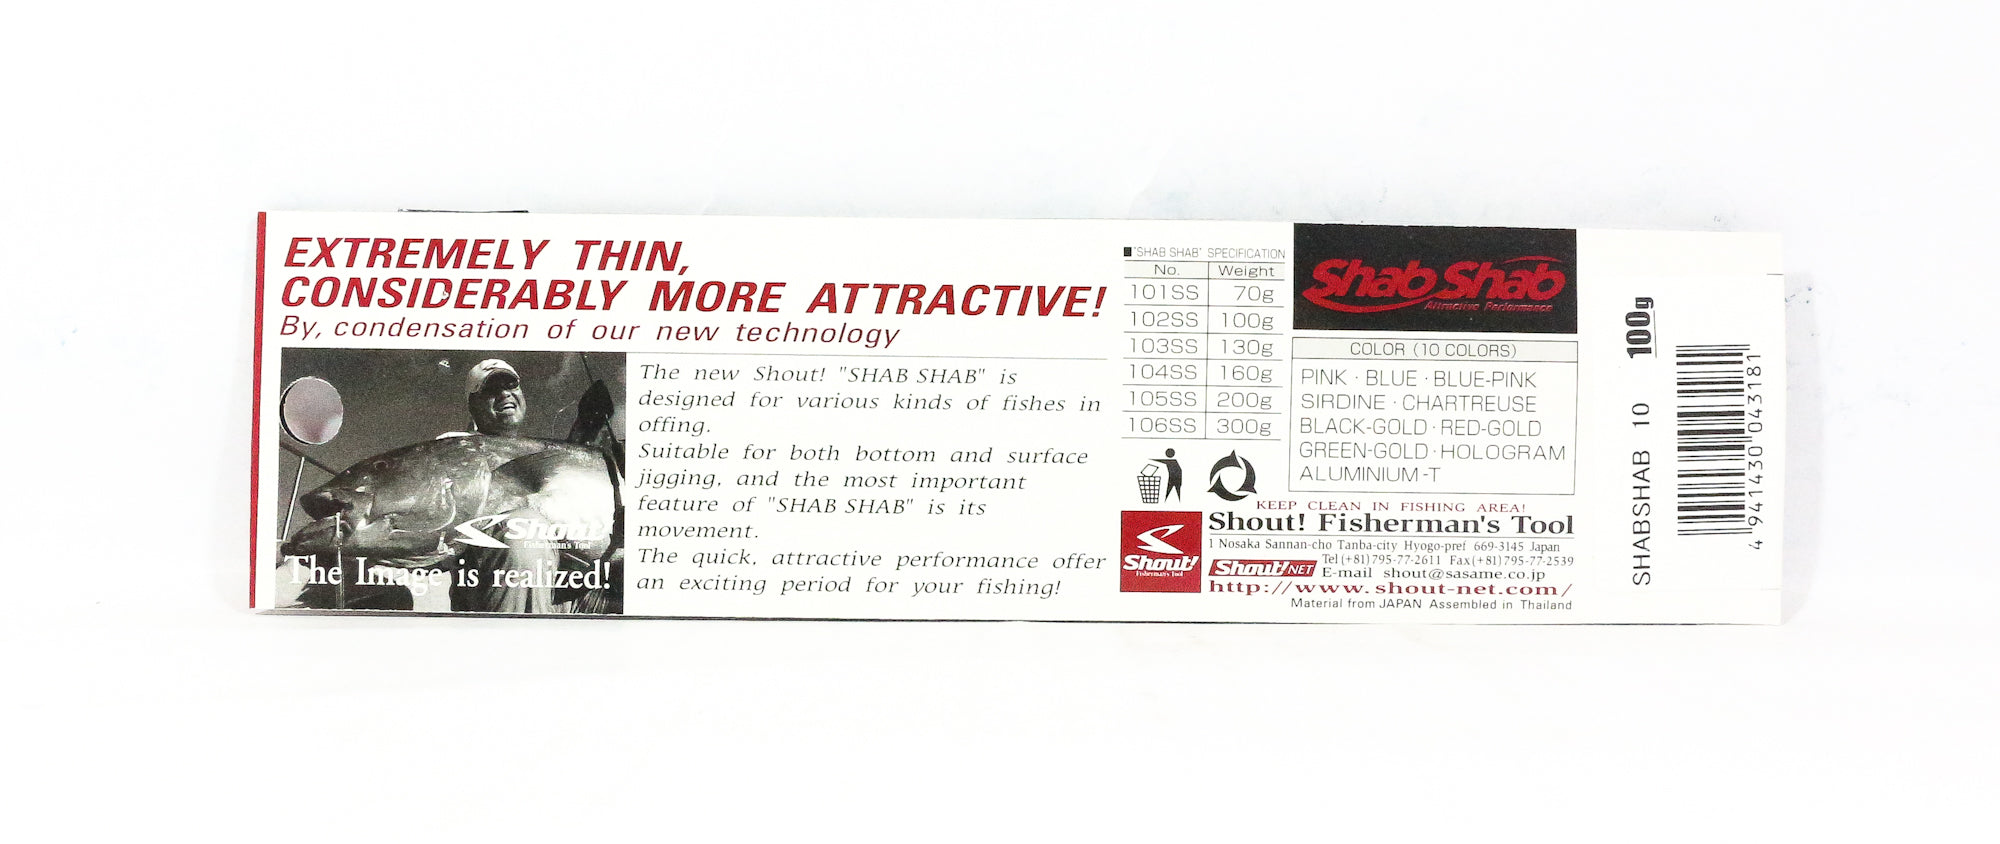 EXTREMELY THIN,
CONSIDERABLY MORE ATTRACTIVE!
By, condensation of our new technology
Shout!
Fisherman's Tool
The Image is realized!
The new Shout! "SHAB SHAB" is
designed for various kinds of fishes in
offing.
Suitable for both bottom and surface
jigging, and the most important
feature of "SHAB SHAB" is its
movement.
The quick, attractive performance offer
an exciting period for your fishing!
■"SHAB SHAB" SPECIFICATION
No. Weight
101SS 70g
102SS 100g
103SS 130g
104SS 160g
105SS 200g
106SS 300g
Shab Shab
Attractive Performance
COLOR (10 COLORS)
PINK · BLUE · BLUE-PINK
SIRDINE · CHARTREUSE
BLACK-GOLD · RED-GOLD
GREEN-GOLD · HOLOGRAM
ALUMINIUM-T
KEEP CLEAN IN FISHING AREA!
Shout!
Fisherman's Tool
Shout! Fisherman's Tool
1 Nosaka Sannan-cho Tanba-city Hyogo-pref 669-3145 Japan
Shout! NET
Tel(+81)795-77-2611 Fax(+81)795-77-2539
E-mail shout@sasame.co.jp
http://www.shout-net.com/
Material from JAPAN Assembled in Thailand
100g
SHABSHAB 10
4 941430 043181